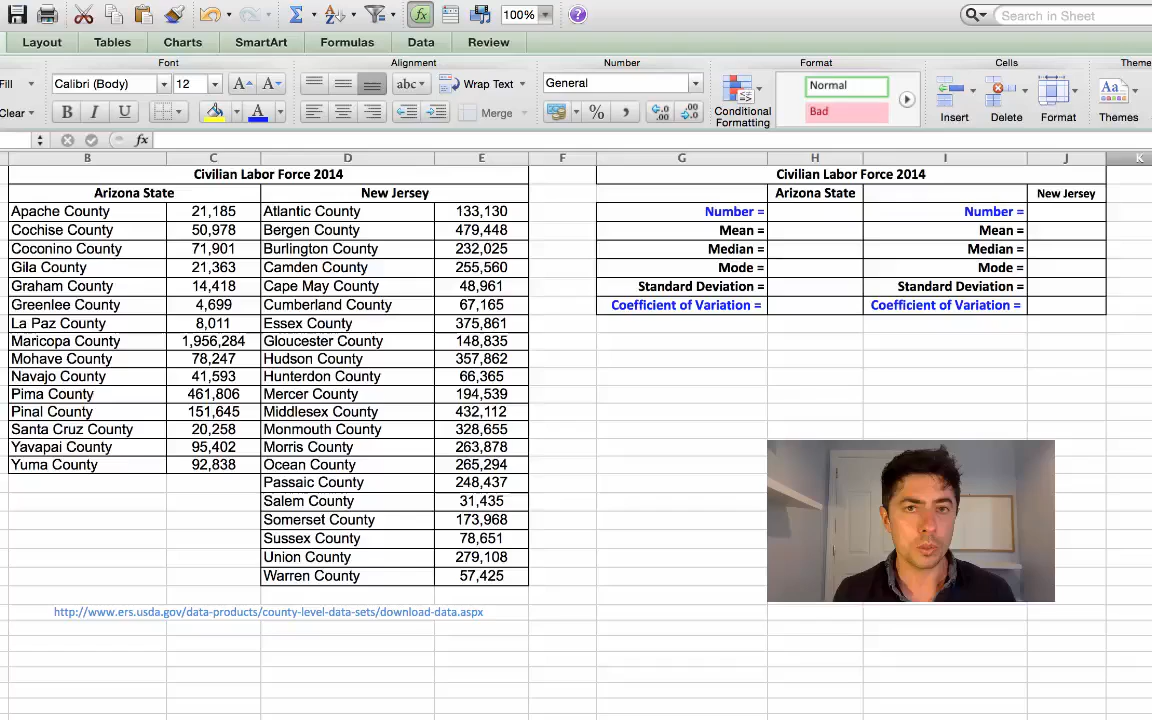 100%
Search in Sheet
Layout Tables Charts SmartArt Formulas Data Review
Font Alignment Number Format Cells Theme
Fill Calibri (Body) 12 A A abc Wrap Text General Normal
Clear B I U A Merge % , .0 .00 .00 .0 Conditional Formatting Bad Insert Delete Format Aa Themes
fx
B C D E F G H I J K
Civilian Labor Force 2014
Arizona State New Jersey
Apache County 21,185 Atlantic County 133,130
Cochise County 50,978 Bergen County 479,448
Coconino County 71,901 Burlington County 232,025
Gila County 21,363 Camden County 255,560
Graham County 14,418 Cape May County 48,961
Greenlee County 4,699 Cumberland County 67,165
La Paz County 8,011 Essex County 375,861
Maricopa County 1,956,284 Gloucester County 148,835
Mohave County 78,247 Hudson County 357,862
Navajo County 41,593 Hunterdon County 66,365
Pima County 461,806 Mercer County 194,539
Pinal County 151,645 Middlesex County 432,112
Santa Cruz County 20,258 Monmouth County 328,655
Yavapai County 95,402 Morris County 263,878
Yuma County 92,838 Ocean County 265,294
Passaic County 248,437
Salem County 31,435
Somerset County 173,968
Sussex County 78,651
Union County 279,108
Warren County 57,425
http://www.ers.usda.gov/data-products/county-level-data-sets/download-data.aspx
Civilian Labor Force 2014
Arizona State New Jersey
Number = Number =
Mean = Mean =
Median = Median =
Mode = Mode =
Standard Deviation = Standard Deviation =
Coefficient of Variation = Coefficient of Variation =